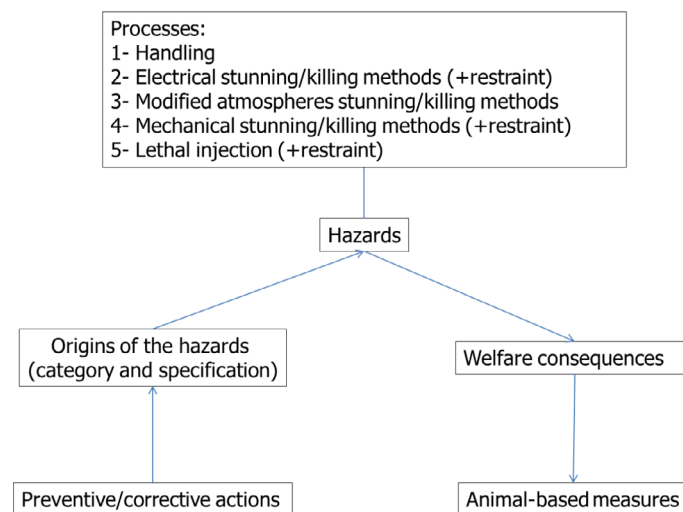 Processes:
1- Handling
2- Electrical stunning/killing methods (+restraint)
3- Modified atmospheres stunning/killing methods
4- Mechanical stunning/killing methods (+restraint)
5- Lethal injection (+restraint)
Hazards
Origins of the hazards
(category and specification)
Welfare consequences
Preventive/corrective actions
Animal-based measures